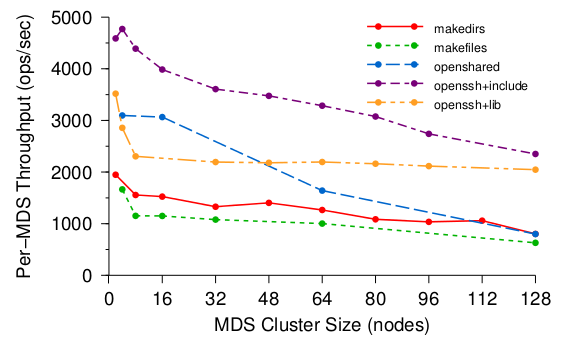 Per-MDS Throughput (ops/sec)
5000
4000
3000
2000
1000
0
makedirs
makefiles
openshared
openssh+include
openssh+lib
0 16 32 48 64 80 96 112 128
MDS Cluster Size (nodes)